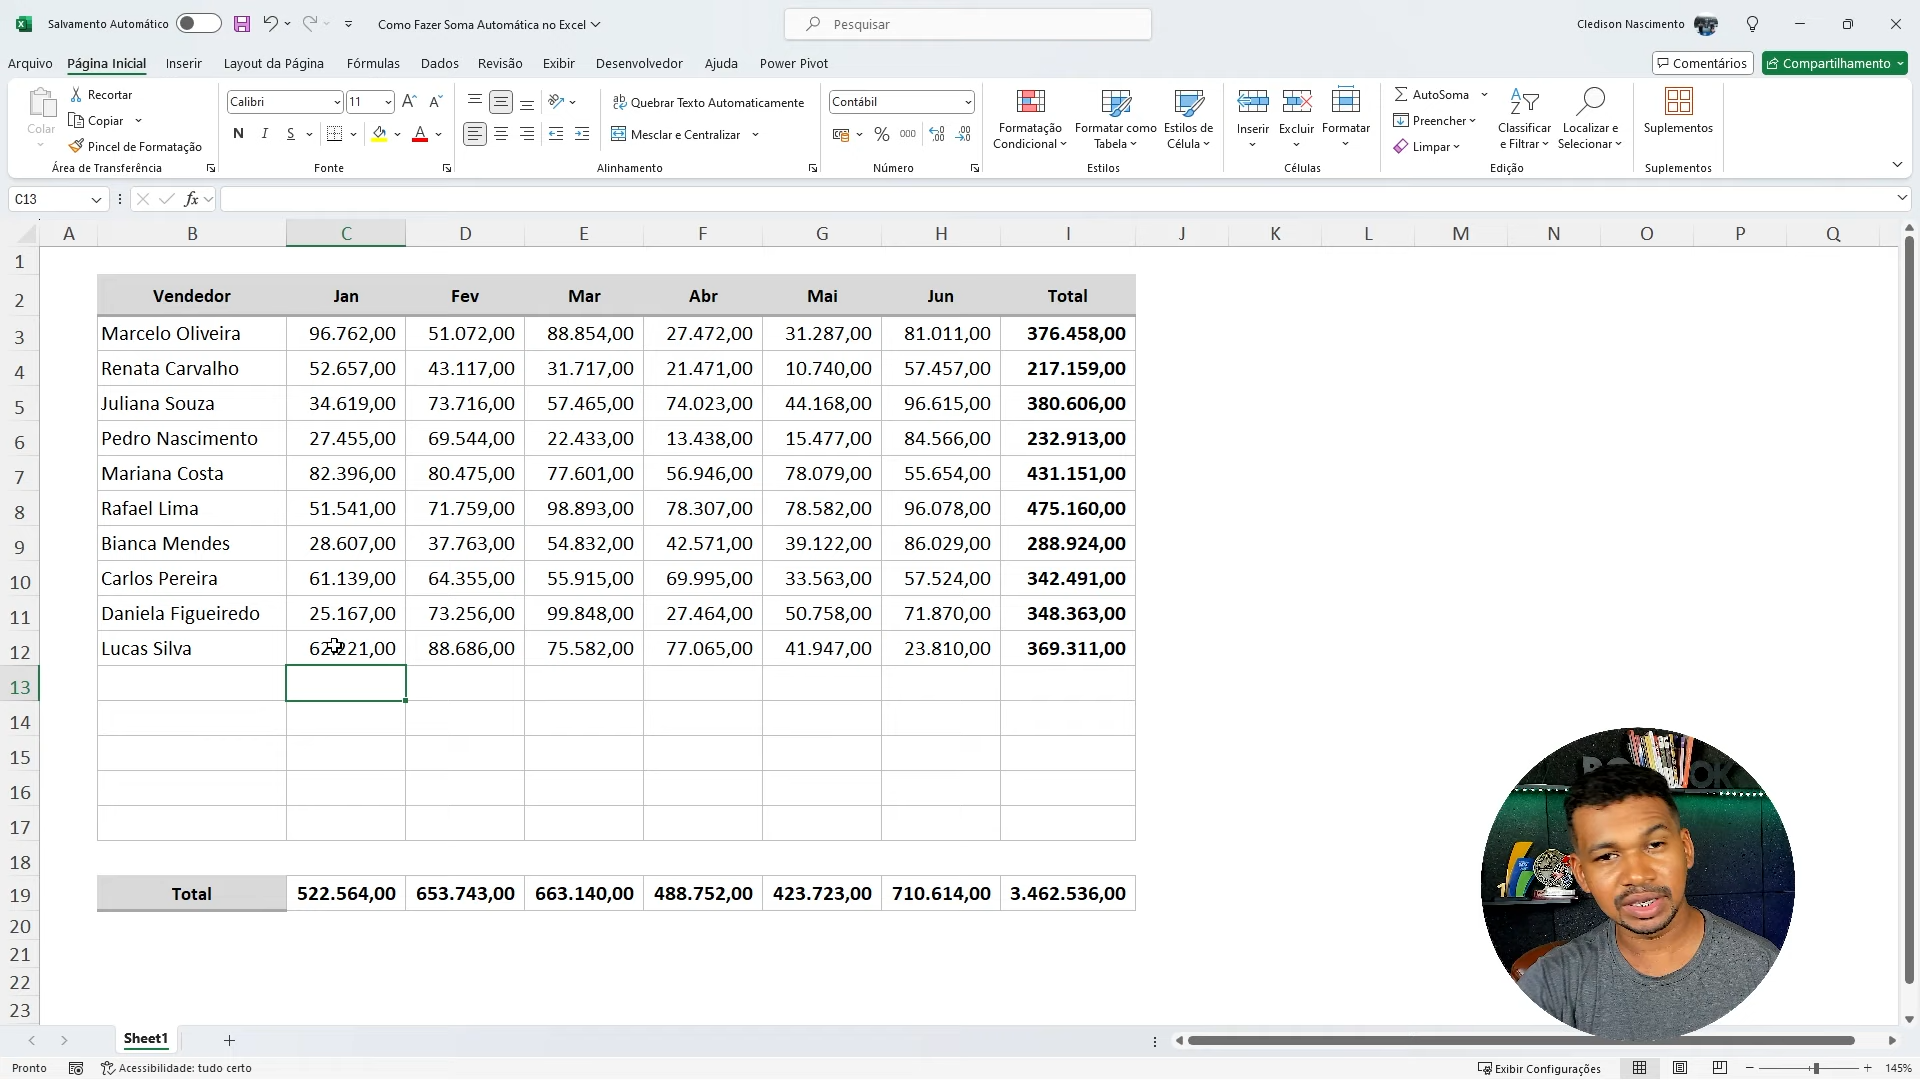 Salvamento Automático
Como Fazer Soma Automática no Excel
Pesquisar
Cledison Nascimento
Arquivo Página Inicial Inserir Layout da Página Fórmulas Dados Revisão Exibir Desenvolvedor Ajuda Power Pivot
Comentários Compartilhamento
Colar
Recortar
Copiar
Pincel de Formatação
Área de Transferência
Calibri 11
N I S
Fonte
Quebrar Texto Automaticamente
Mesclar e Centralizar
Alinhamento
Contábil
% 000
Número
Formatação Condicional
Formatar como Tabela
Estilos de Célula
Estilos
Inserir Excluir Formatar
Células
AutoSoma
Preencher
Limpar
Classificar e Filtrar
Localizar e Selecionar
Edição
Suplementos
Suplementos
C13 fx
A B C D E F G H I J K L M N O P Q
1
2 Vendedor Jan Fev Mar Abr Mai Jun Total
3 Marcelo Oliveira 96.762,00 51.072,00 88.854,00 27.472,00 31.287,00 81.011,00 376.458,00
4 Renata Carvalho 52.657,00 43.117,00 31.717,00 21.471,00 10.740,00 57.457,00 217.159,00
5 Juliana Souza 34.619,00 73.716,00 57.465,00 74.023,00 44.168,00 96.615,00 380.606,00
6 Pedro Nascimento 27.455,00 69.544,00 22.433,00 13.438,00 15.477,00 84.566,00 232.913,00
7 Mariana Costa 82.396,00 80.475,00 77.601,00 56.946,00 78.079,00 55.654,00 431.151,00
8 Rafael Lima 51.541,00 71.759,00 98.893,00 78.307,00 78.582,00 96.078,00 475.160,00
9 Bianca Mendes 28.607,00 37.763,00 54.832,00 42.571,00 39.122,00 86.029,00 288.924,00
10 Carlos Pereira 61.139,00 64.355,00 55.915,00 69.995,00 33.563,00 57.524,00 342.491,00
11 Daniela Figueiredo 25.167,00 73.256,00 99.848,00 27.464,00 50.758,00 71.870,00 348.363,00
12 Lucas Silva 62.221,00 88.686,00 75.582,00 77.065,00 41.947,00 23.810,00 369.311,00
13
14
15
16
17
18
19 Total 522.564,00 653.743,00 663.140,00 488.752,00 423.723,00 710.614,00 3.462.536,00
20
21
22
23
Sheet1
Pronto Acessibilidade: tudo certo Exibir Configurações 145%